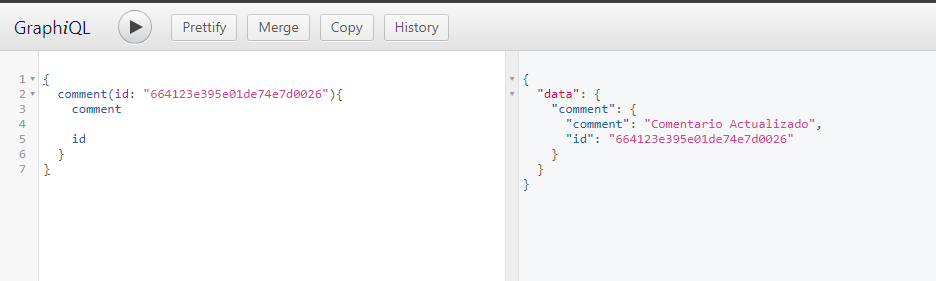 GraphiQL Prettify Merge Copy History
1 {
2 comment(id: "664123e395e01de74e7d0026"){
3 comment
4
5 id
6 }
7 }
{
"data": {
"comment": {
"comment": "Comentario Actualizado",
"id": "664123e395e01de74e7d0026"
}
}
}